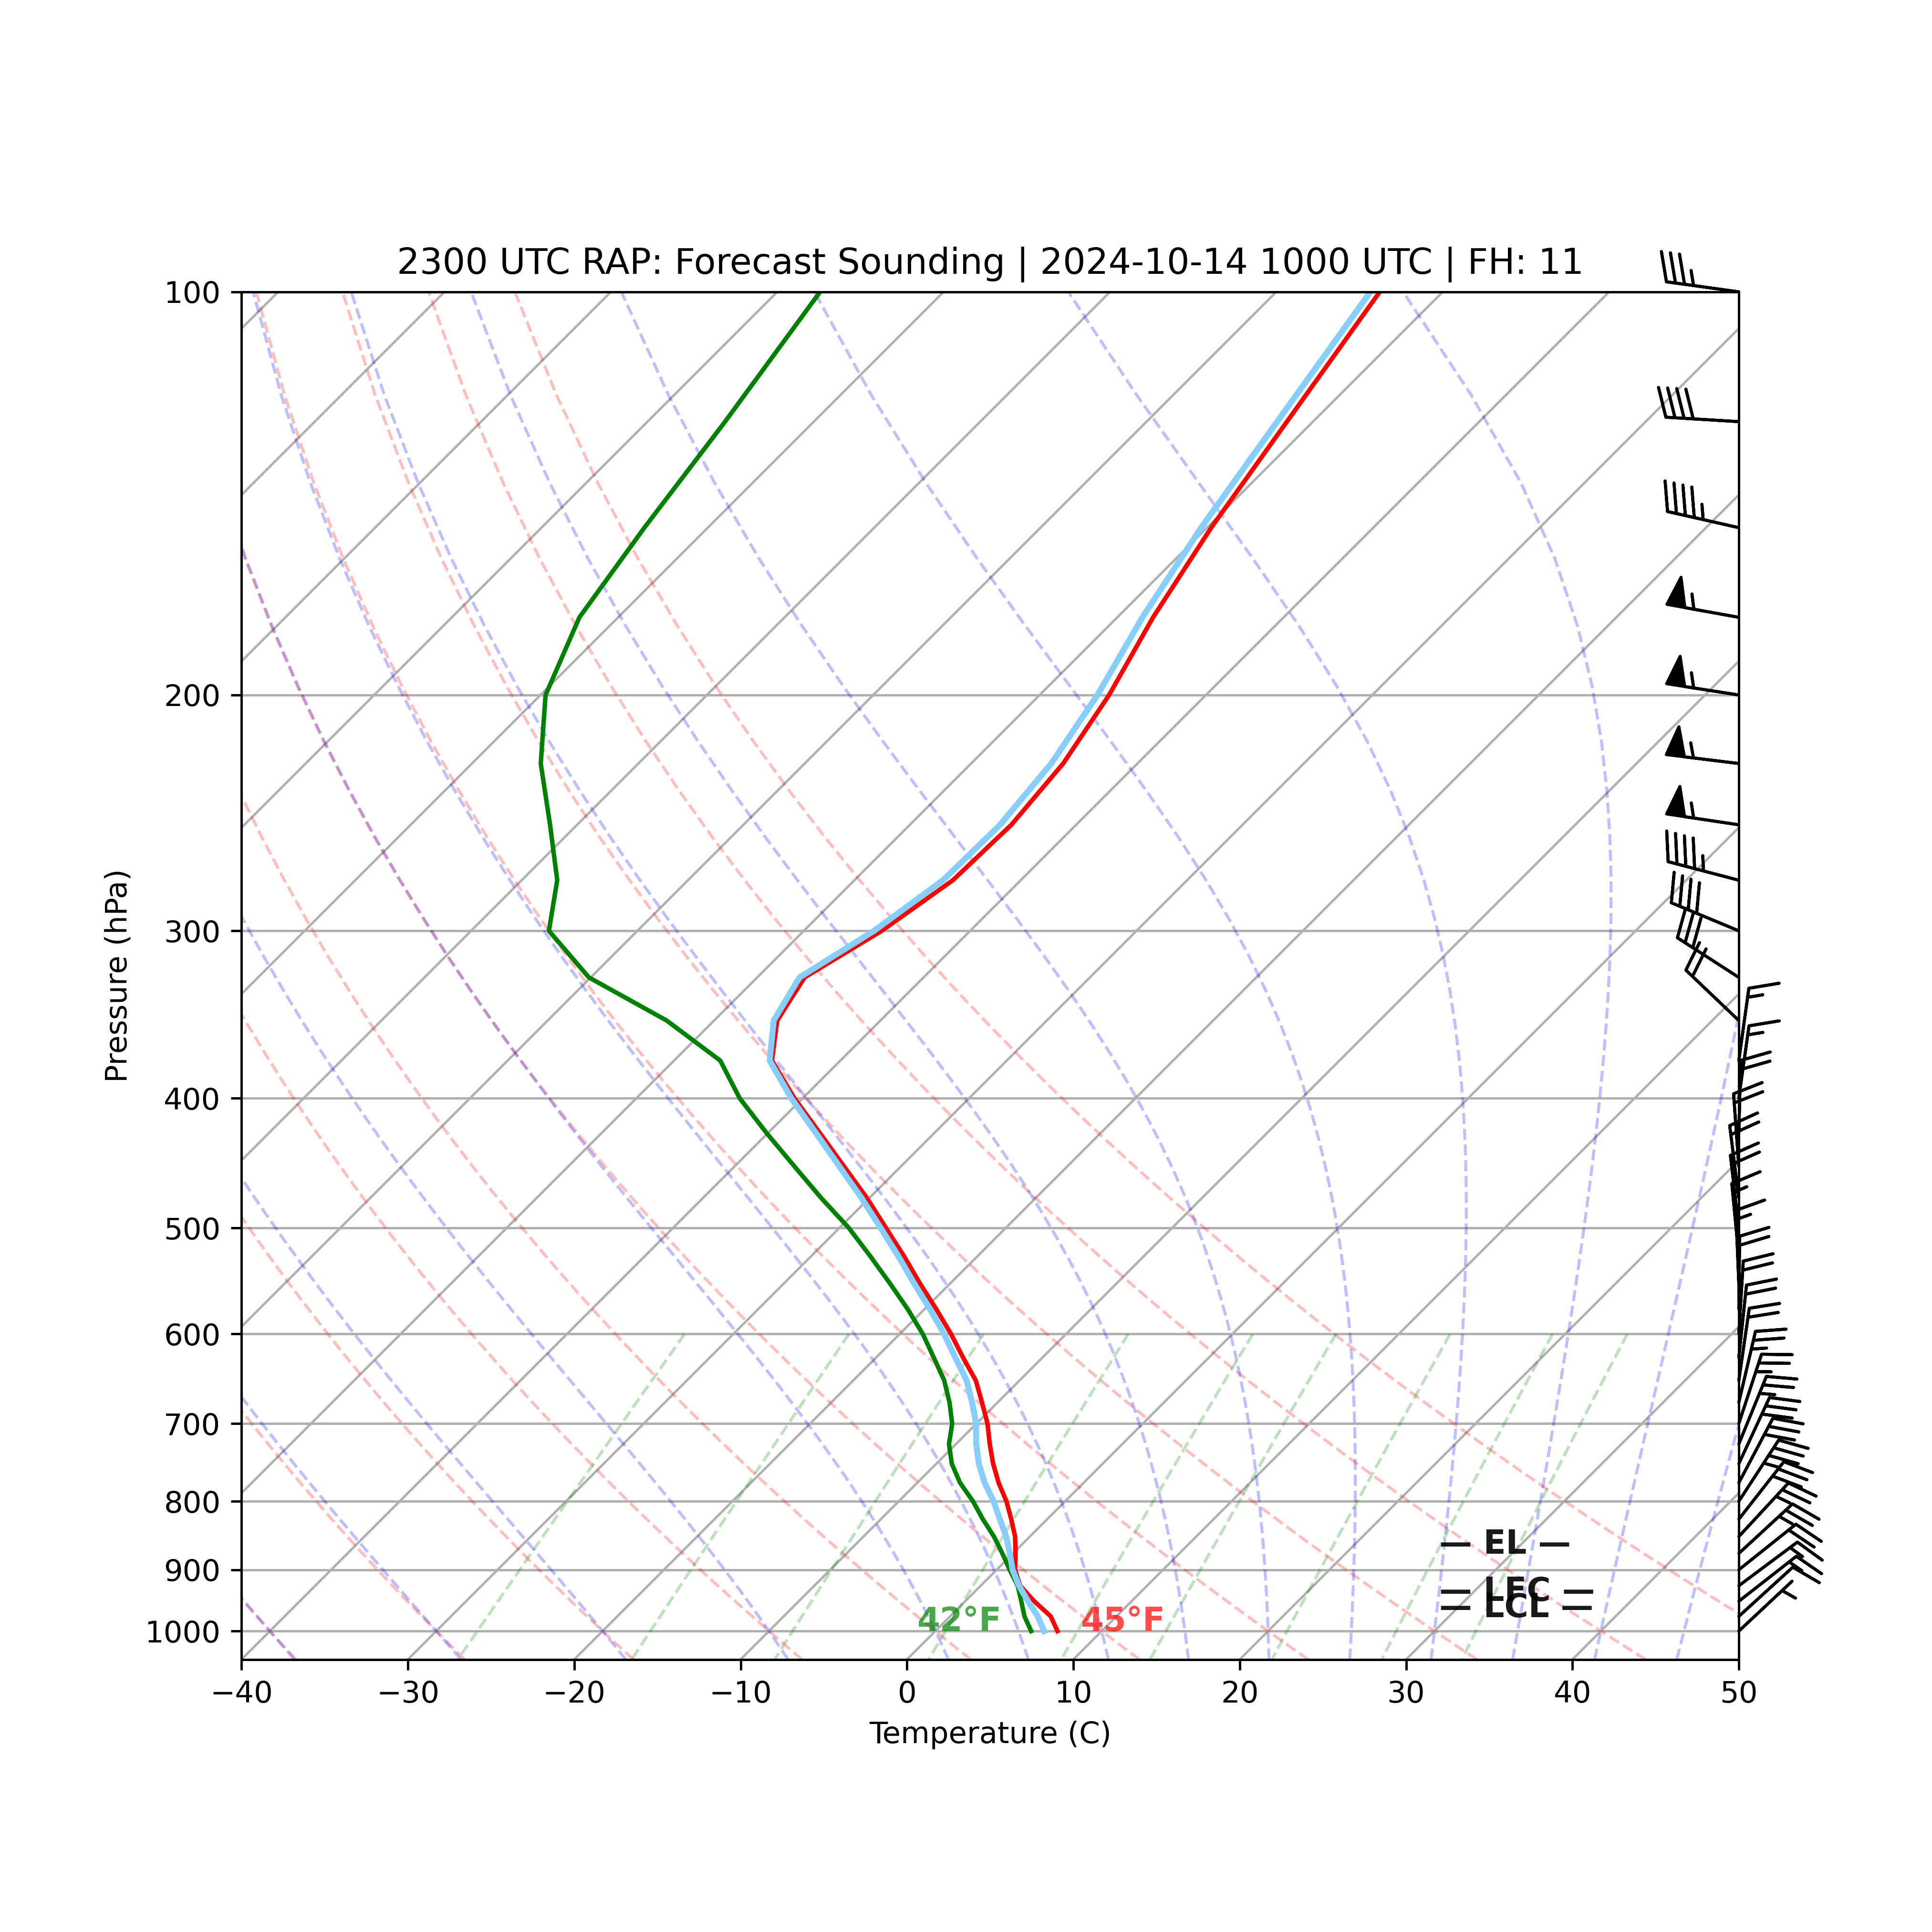 2300 UTC RAP: Forecast Sounding | 2024-10-14 1000 UTC | FH: 11
100
200
300
400
500
600
700
800
900
1000
Pressure (hPa)
— EL —
— LFC —
— LCL —
42°F
45°F
−40 −30 −20 −10 0 10 20 30 40 50
Temperature (C)